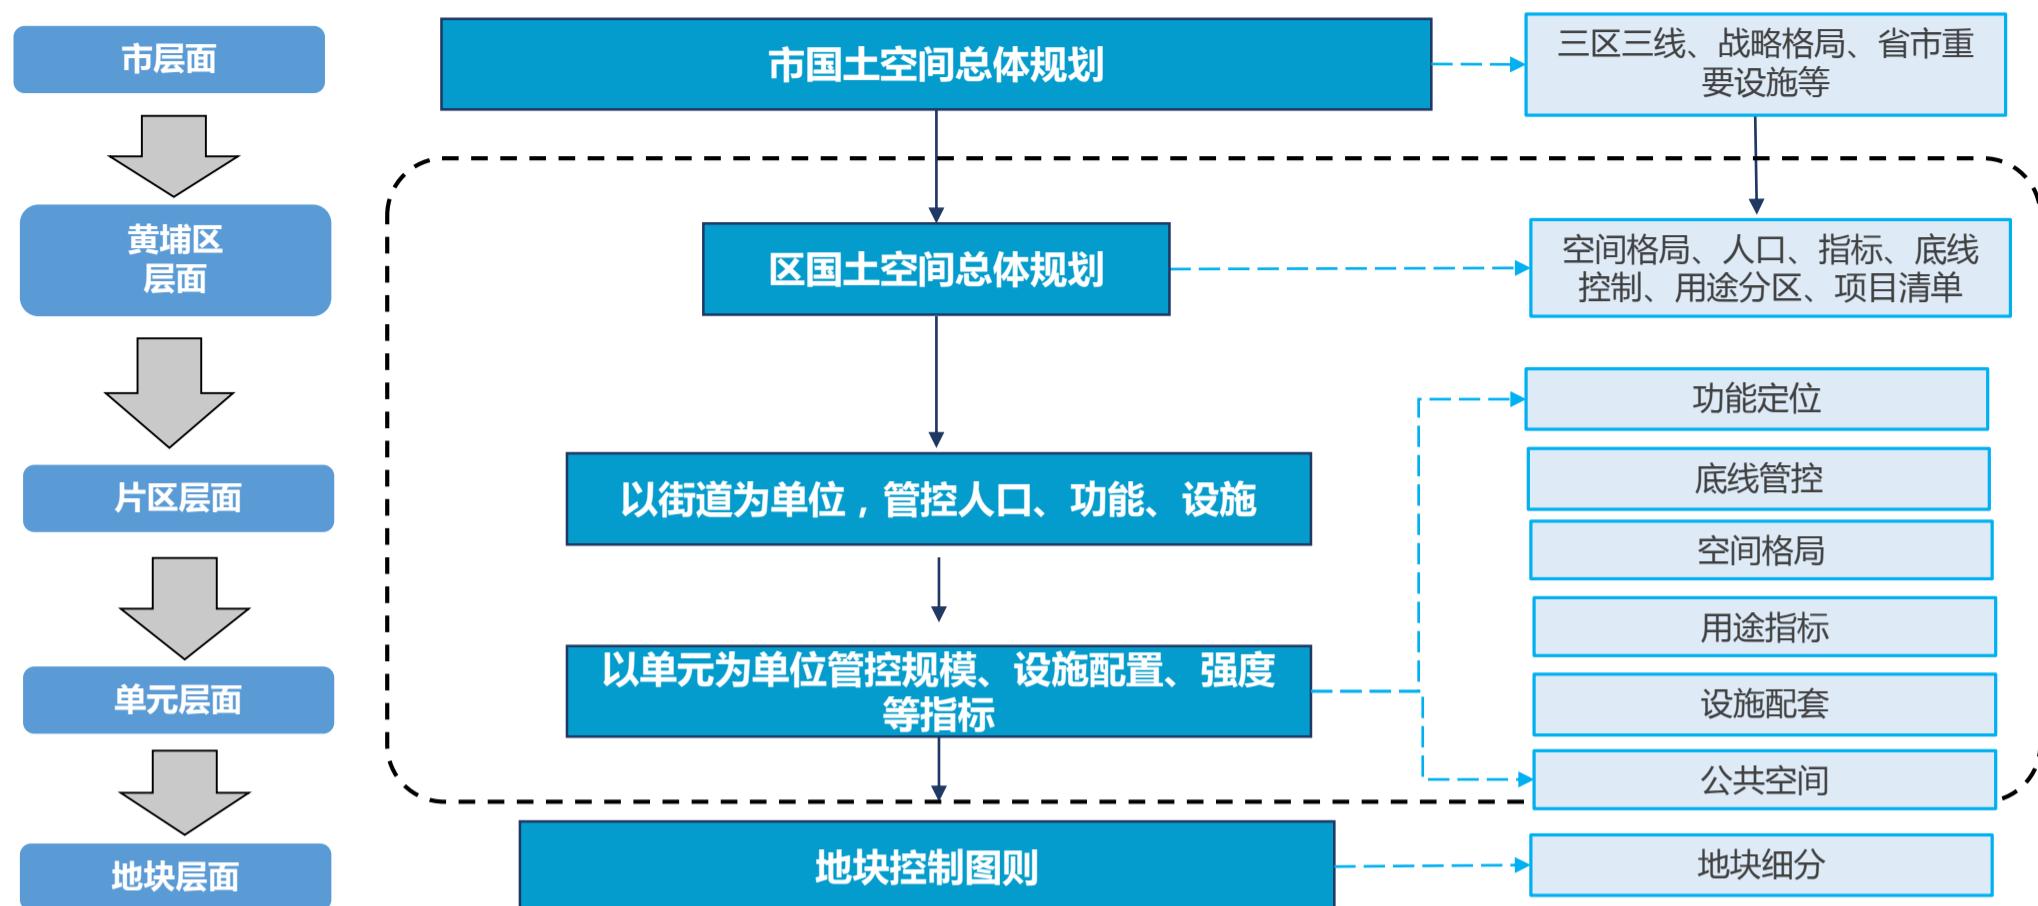 市层面
市国土空间总体规划
三区三线、战略格局、省市重
要设施等
黄埔区
层面
区国土空间总体规划
空间格局、人口、指标、底线
控制、用途分区、项目清单
功能定位
片区层面
以街道为单位，管控人口、功能、设施
底线管控
空间格局
用途指标
单元层面
以单元为单位管控规模、设施配置、强度
等指标
设施配套
公共空间
地块层面
地块控制图则
地块细分